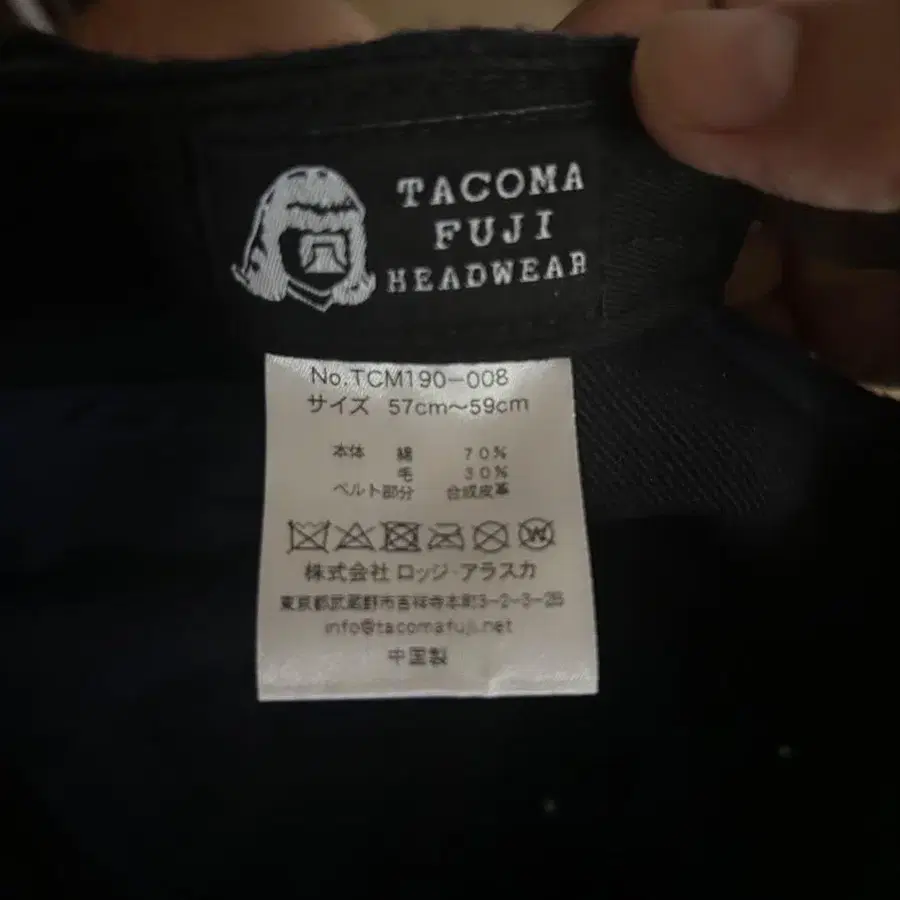 TACOMA
FUJI
HEADWEAR
No.TCM190-008
サイズ 57cm〜59cm
本体 綿 70%
毛 30%
ベルト部分 合成皮革
W
株式会社 ロッジ・アラスカ
東京都武蔵野市吉祥寺本町3-2-3-2B
info@tacomafuji.net
中国製